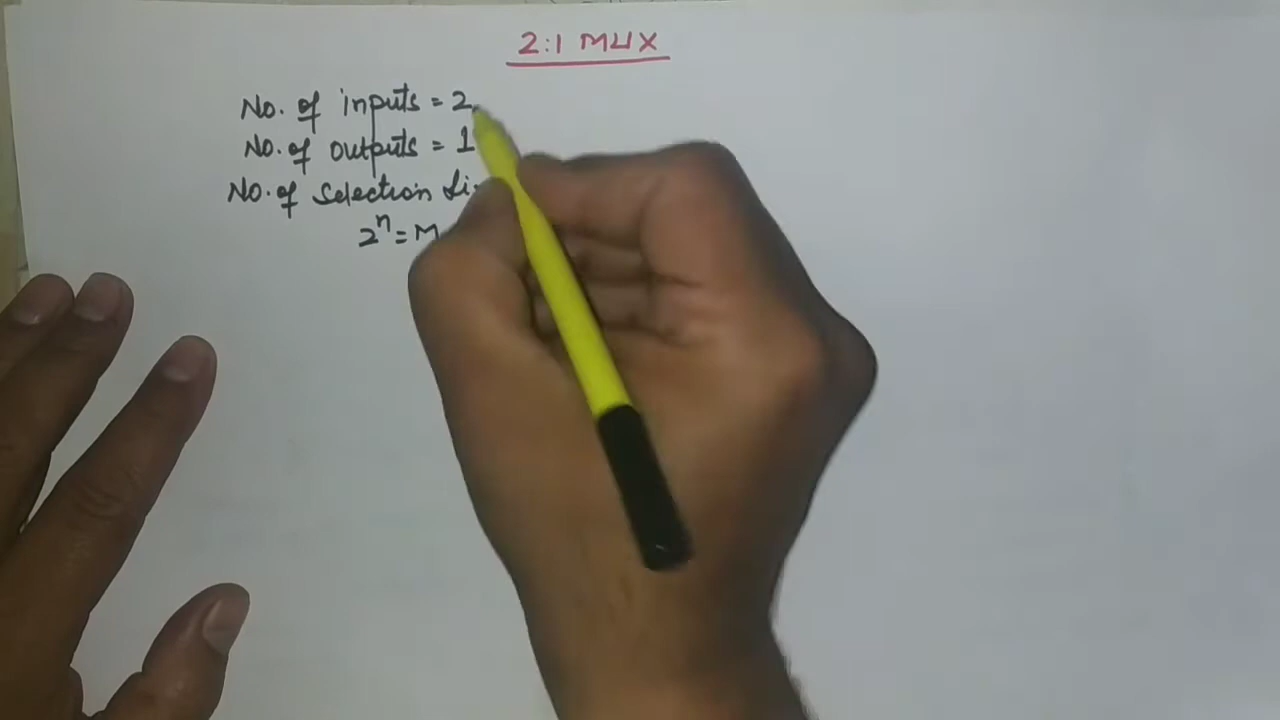 2:1 MUX
No. of inputs = 2
No. of outputs = 1
No. of Selection
2ⁿ = M